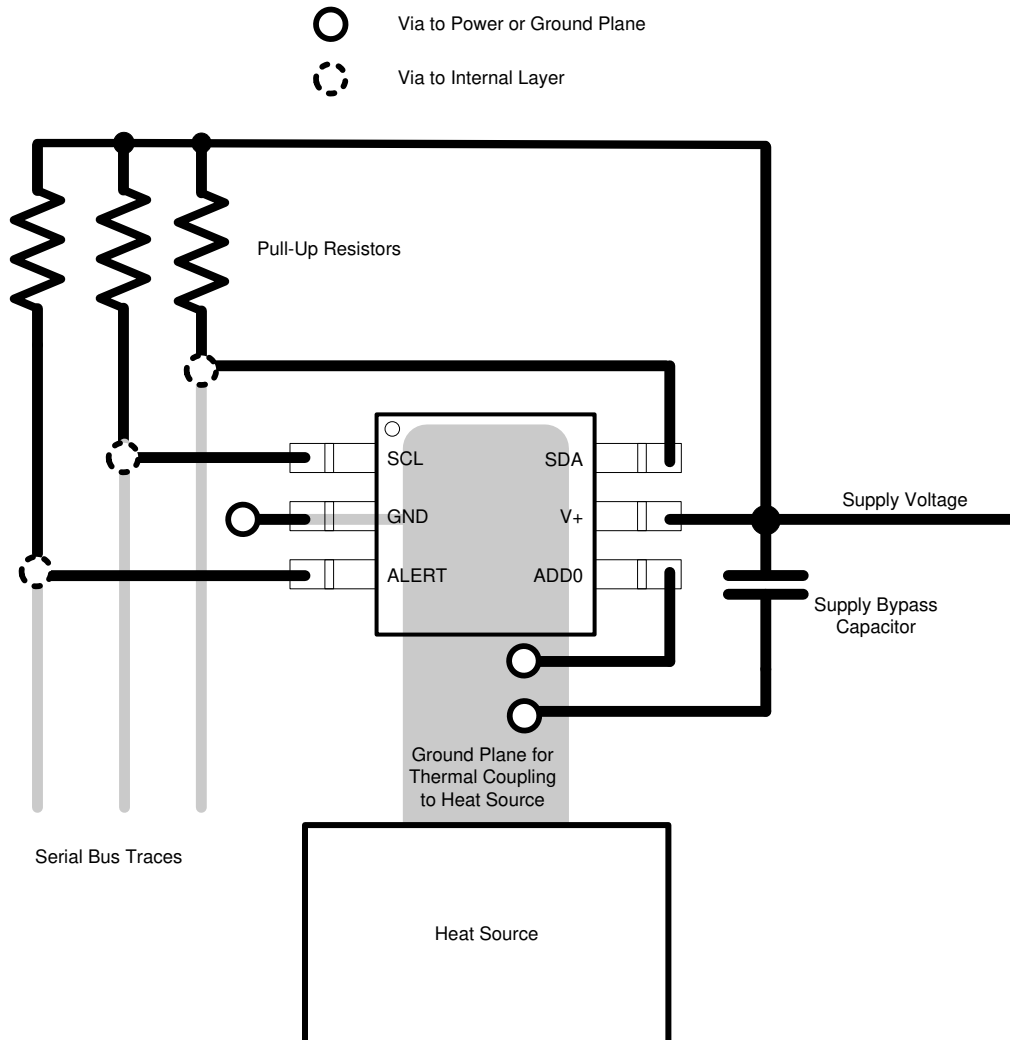 Via to Power or Ground Plane
Via to Internal Layer
Pull-Up Resistors
SCL
SDA
GND
V+
ALERT
ADD0
Supply Voltage
Supply Bypass
Capacitor
Ground Plane for
Thermal Coupling
to Heat Source
Serial Bus Traces
Heat Source